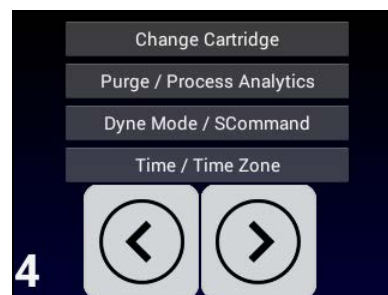 Change Cartridge
Purge / Process Analytics
Dyne Mode / SCommand
Time / Time Zone
4